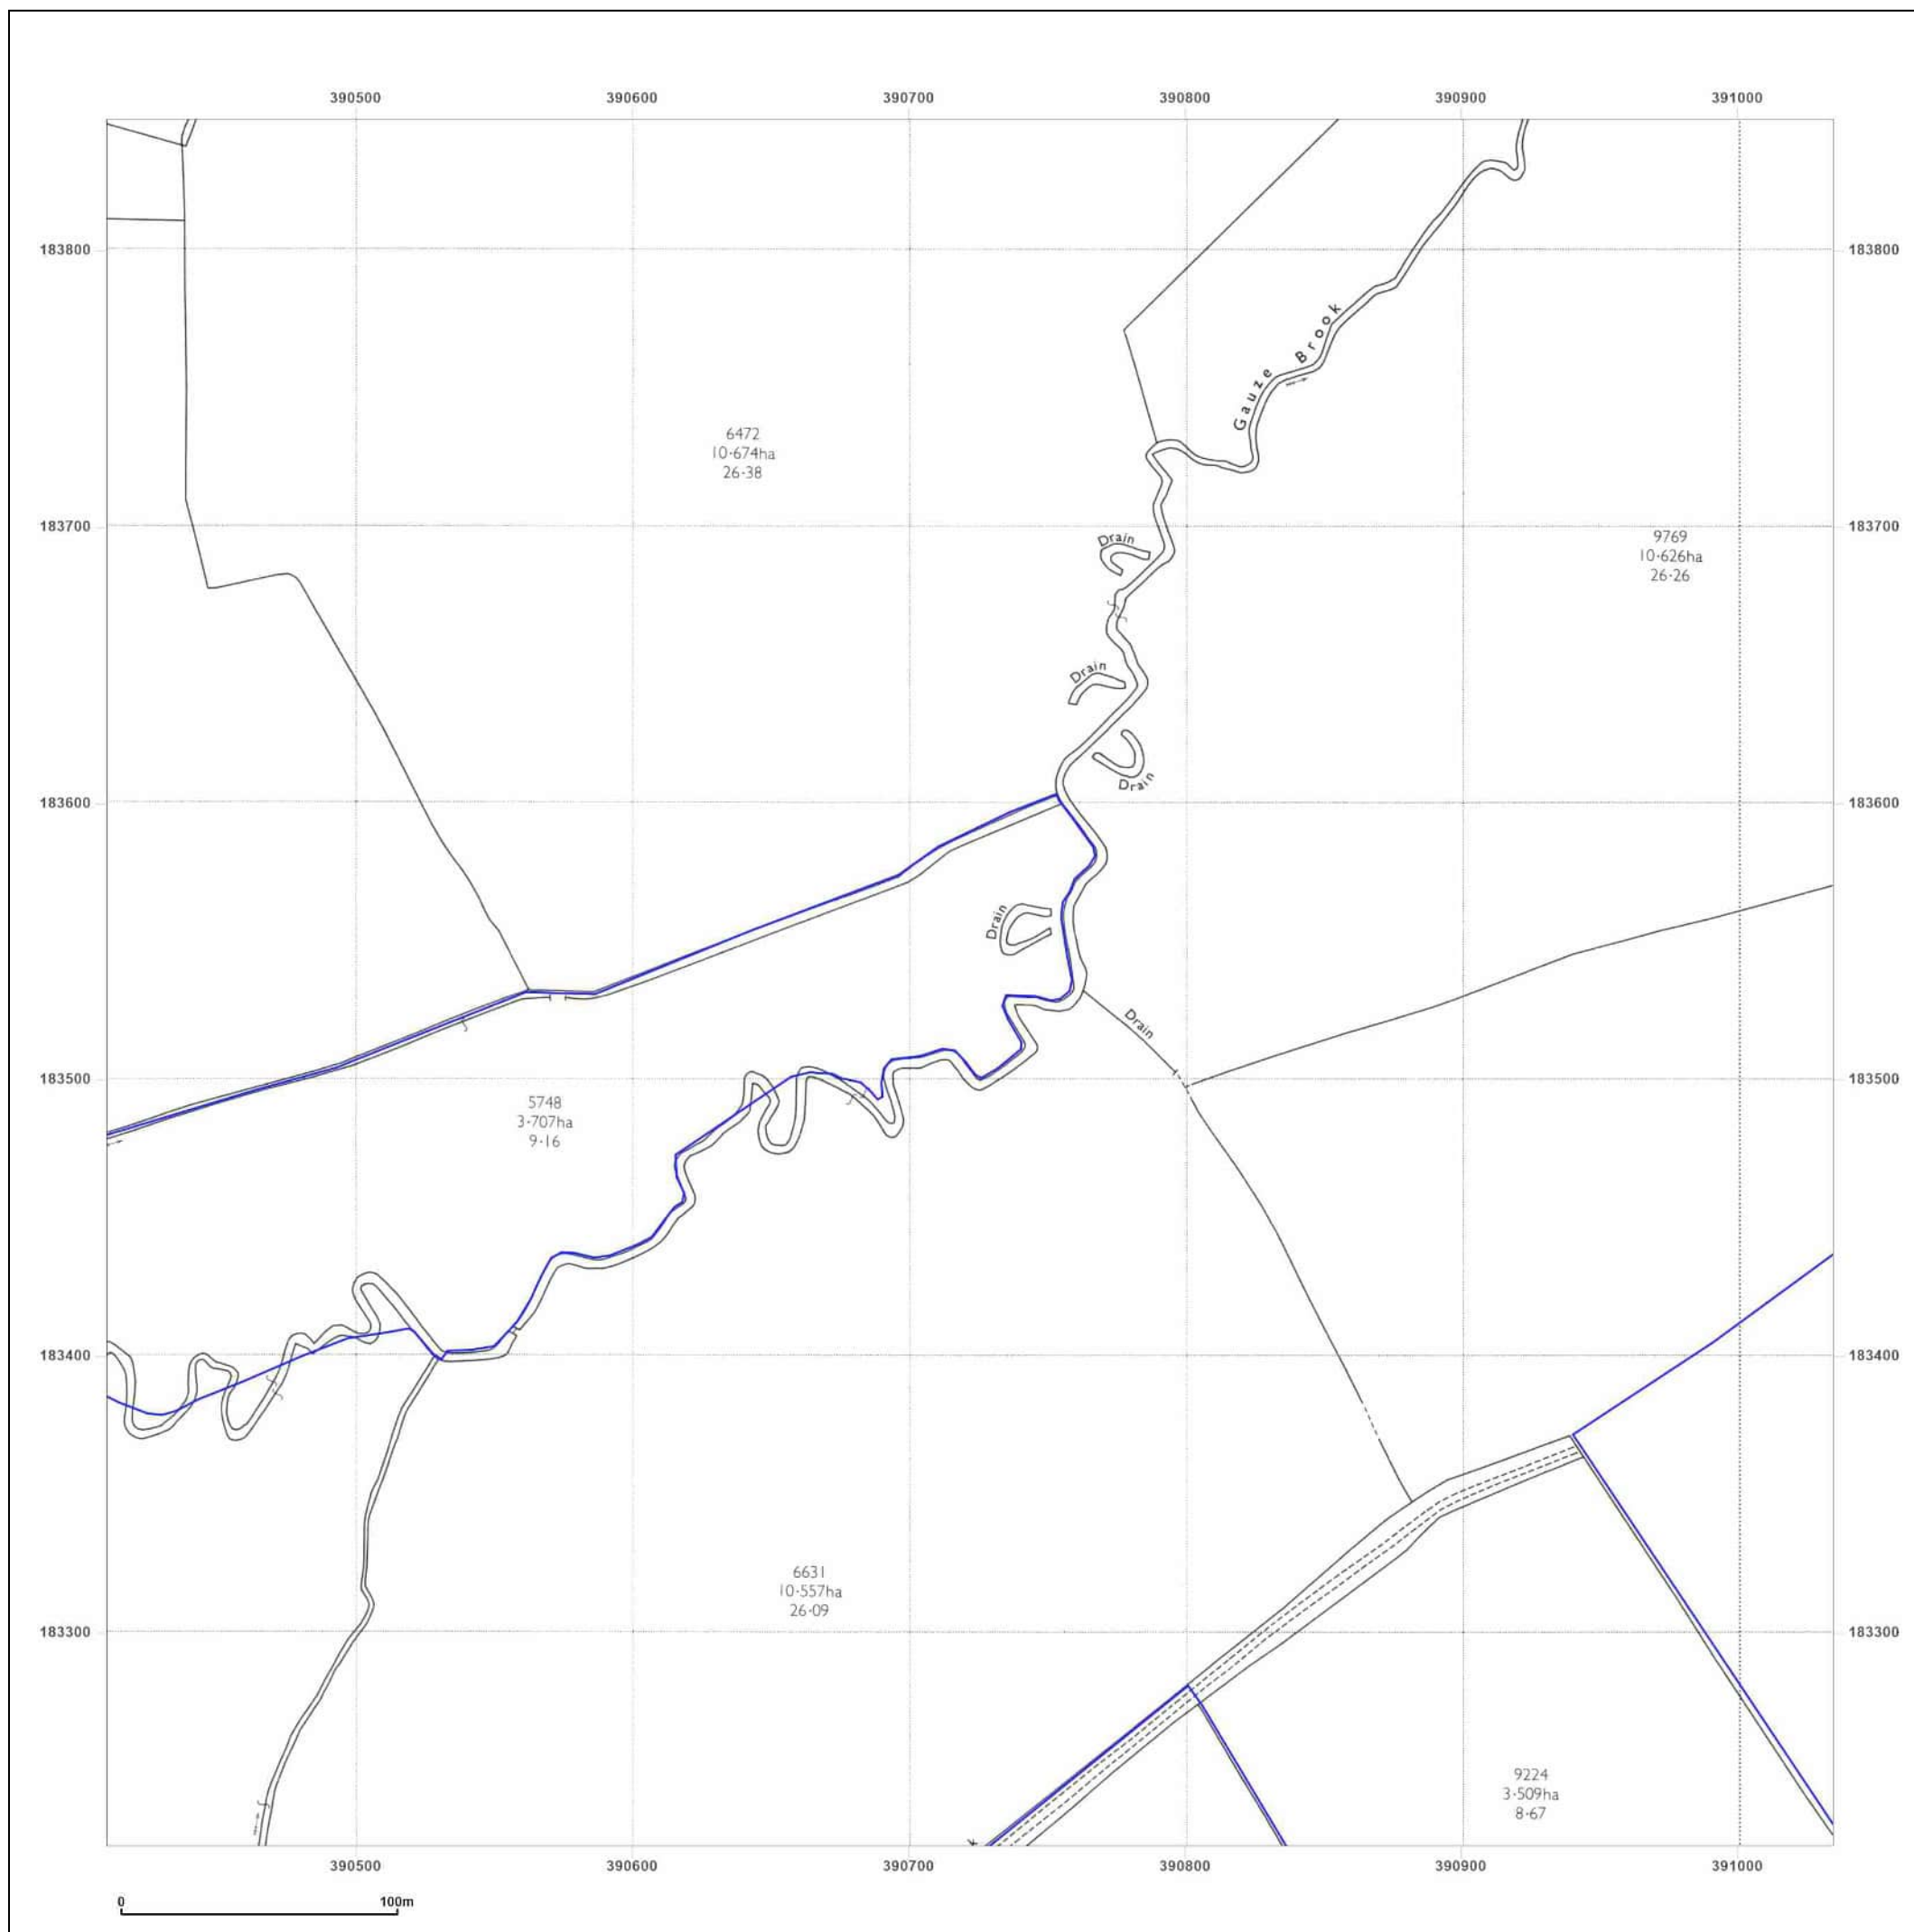 390500 390600 390700 390800 390900 391000
183800 183800
Gauze Brook
6472
10·674ha
26·38
183700 183700
Drain
9769
10·626ha
26·26
Drain
Drain
183600 183600
Drain
Drain
183500 183500
5748
3·707ha
9·16
183400 183400
6631
10·557ha
26·09
183300 183300
9224
3·509ha
8·67
k
390500 390600 390700 390800 390900 391000
0 100m